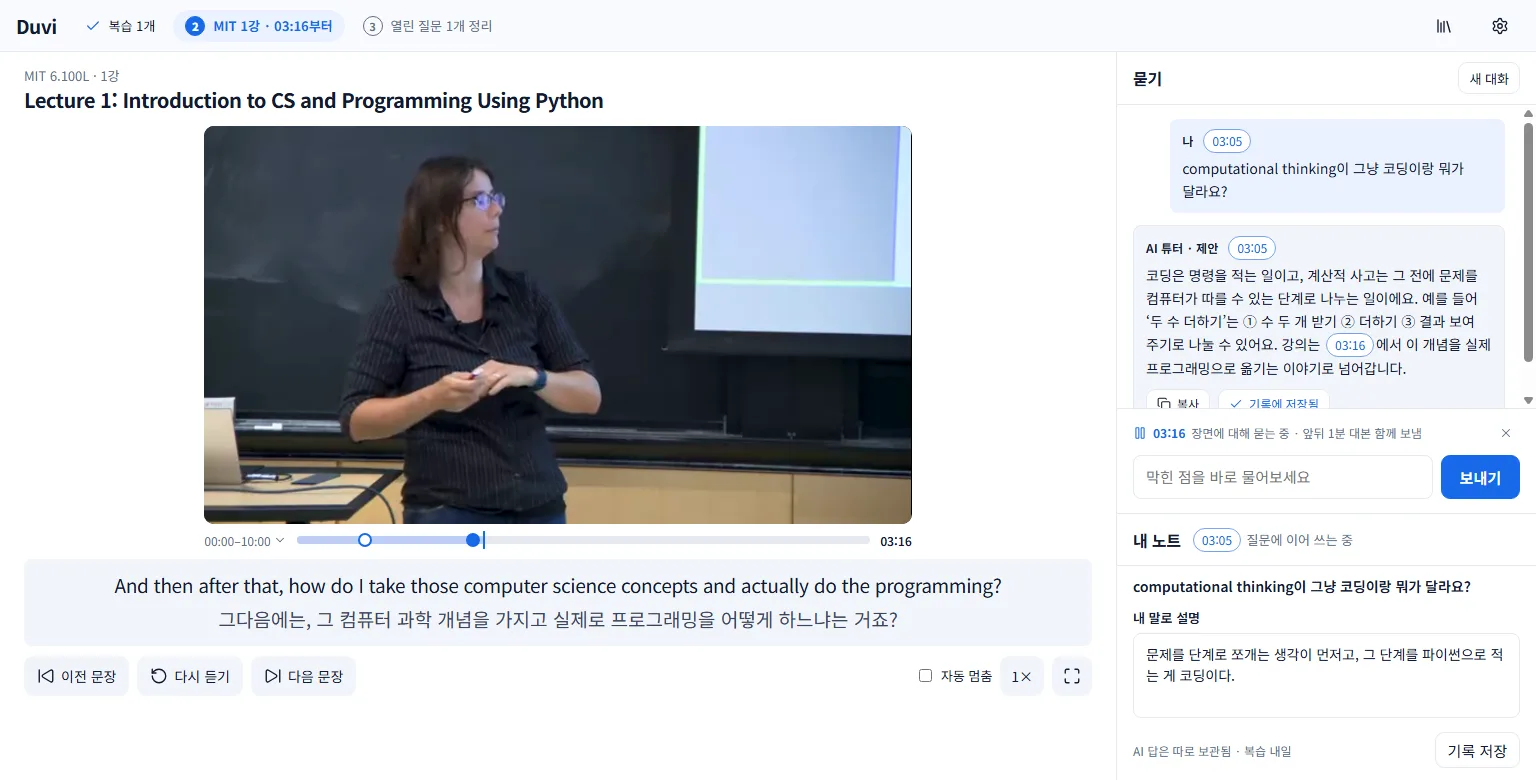 Duvi
복습 1개
2 MIT 1강 · 03:16부터
3 열린 질문 1개 정리
MIT 6.100L · 1강
Lecture 1: Introduction to CS and Programming Using Python
00:00–10:00
03:16
And then after that, how do I take those computer science concepts and actually do the programming?
그다음에는, 그 컴퓨터 과학 개념을 가지고 실제로 프로그래밍을 어떻게 하느냐는 거죠?
이전 문장
다시 듣기
다음 문장
자동 멈춤
1×
묻기
새 대화
나 03:05
computational thinking이 그냥 코딩이랑 뭐가
달라요?
AI 튜터 · 제안 03:05
코딩은 명령을 적는 일이고, 계산적 사고는 그 전에 문제를
컴퓨터가 따를 수 있는 단계로 나누는 일이에요. 예를 들어
‘두 수 더하기’는 ① 수 두 개 받기 ② 더하기 ③ 결과 보여
주기로 나눌 수 있어요. 강의는 03:16 에서 이 개념을 실제
프로그래밍으로 옮기는 이야기로 넘어갑니다.
복사
기록에 저장됨
03:16 장면에 대해 묻는 중 · 앞뒤 1분 대본 함께 보냄
막힌 점을 바로 물어보세요
보내기
내 노트 03:05 질문에 이어 쓰는 중
computational thinking이 그냥 코딩이랑 뭐가 달라요?
내 말로 설명
문제를 단계로 쪼개는 생각이 먼저고, 그 단계를 파이썬으로 적
는 게 코딩이다.
AI 답은 따로 보관됨 · 복습 내일
기록 저장